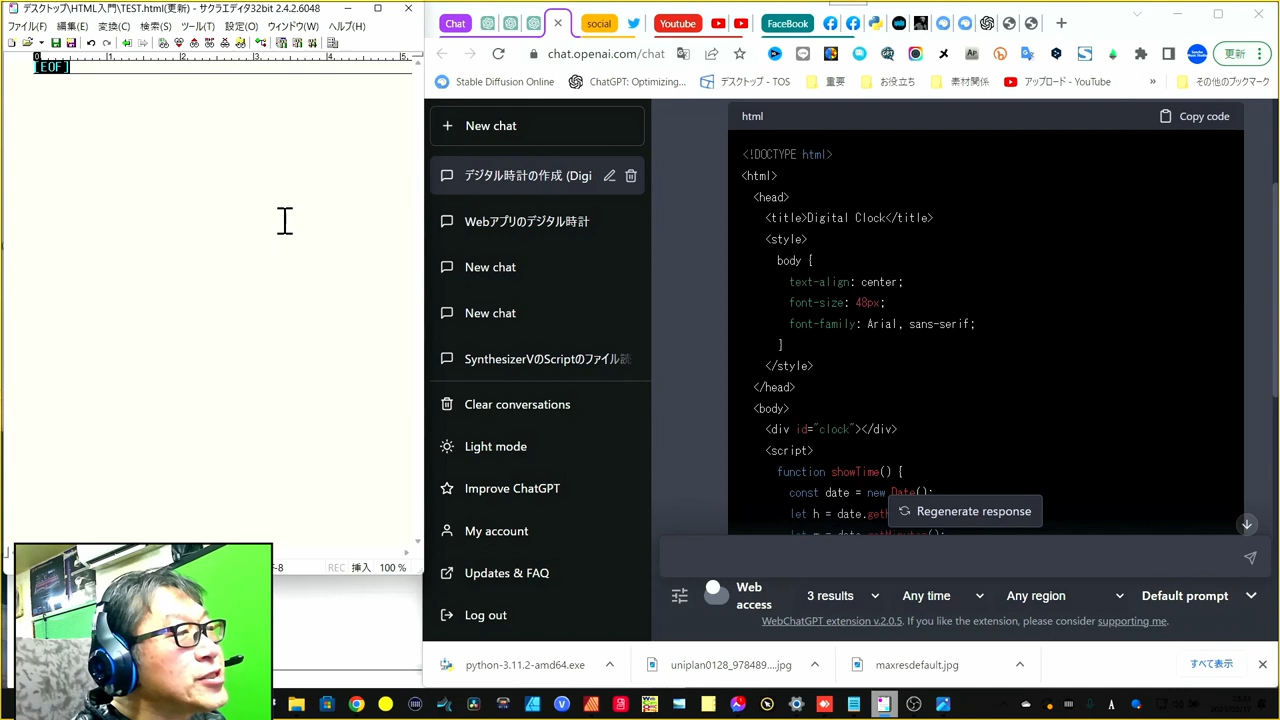 デスクトップ\HTML入門\TEST.html(更新) - サクラエディタ32bit 2.4.2.6048
ファイル(F) 編集(E) 変換(C) 検索(S) ツール(T) 設定(O) ウィンドウ(W) ヘルプ(H)
[EOF]
REC 挿入 100 %
Chat social Youtube FaceBook
chat.openai.com/chat
更新
Stable Diffusion Online ChatGPT: Optimizing... デスクトップ - TOS 重要 お役立ち 素材関係 アップロード - YouTube » その他のブックマーク
New chat
デジタル時計の作成 (Digi
Webアプリのデジタル時計
New chat
New chat
SynthesizerVのScriptのファイル読
Clear conversations
Light mode
Improve ChatGPT
My account
Updates & FAQ
Log out
html Copy code
<!DOCTYPE html>
<html>
<head>
<title>Digital Clock</title>
<style>
body {
text-align: center;
font-size: 48px;
font-family: Arial, sans-serif;
}
</style>
</head>
<body>
<div id="clock"></div>
<script>
function showTime() {
const date = new Date();
let h = date.getH
Regenerate response
Web access 3 results Any time Any region Default prompt
WebChatGPT extension v.2.0.5. If you like the extension, please consider supporting me.
python-3.11.2-amd64.exe uniplan0128_978489....jpg maxresdefault.jpg すべて表示